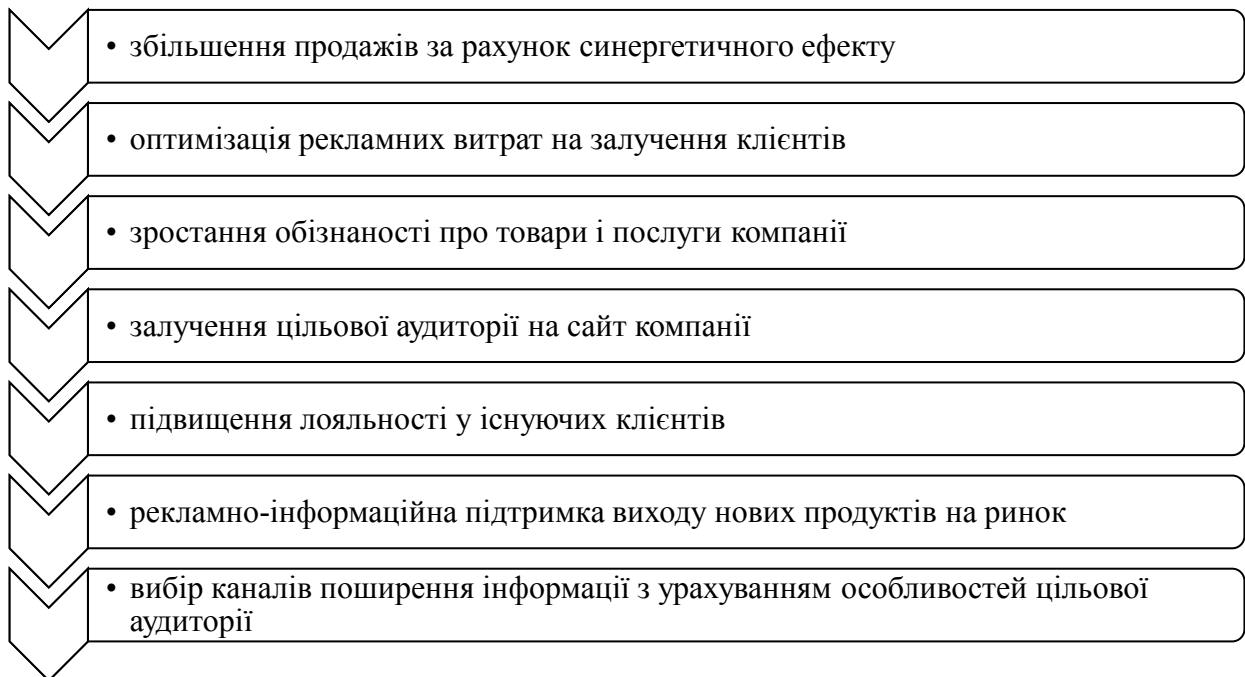 • збільшення продажів за рахунок синергетичного ефекту
• оптимізація рекламних витрат на залучення клієнтів
• зростання обізнаності про товари і послуги компанії
• залучення цільової аудиторії на сайт компанії
• підвищення лояльності у існуючих клієнтів
• рекламно-інформаційна підтримка виходу нових продуктів на ринок
• вибір каналів поширення інформації з урахуванням особливостей цільової
аудиторії